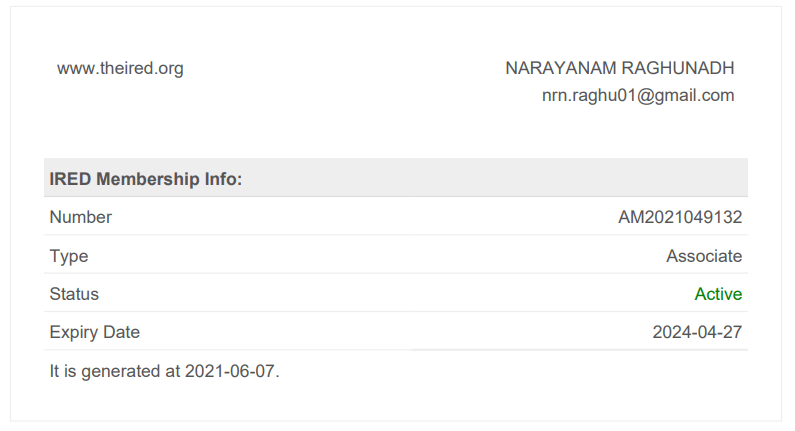 www.theired.org
NARAYANAM RAGHUNADH
nrn.raghu01@gmail.com
IRED Membership Info:
Number AM2021049132
Type Associate
Status Active
Expiry Date 2024-04-27
It is generated at 2021-06-07.